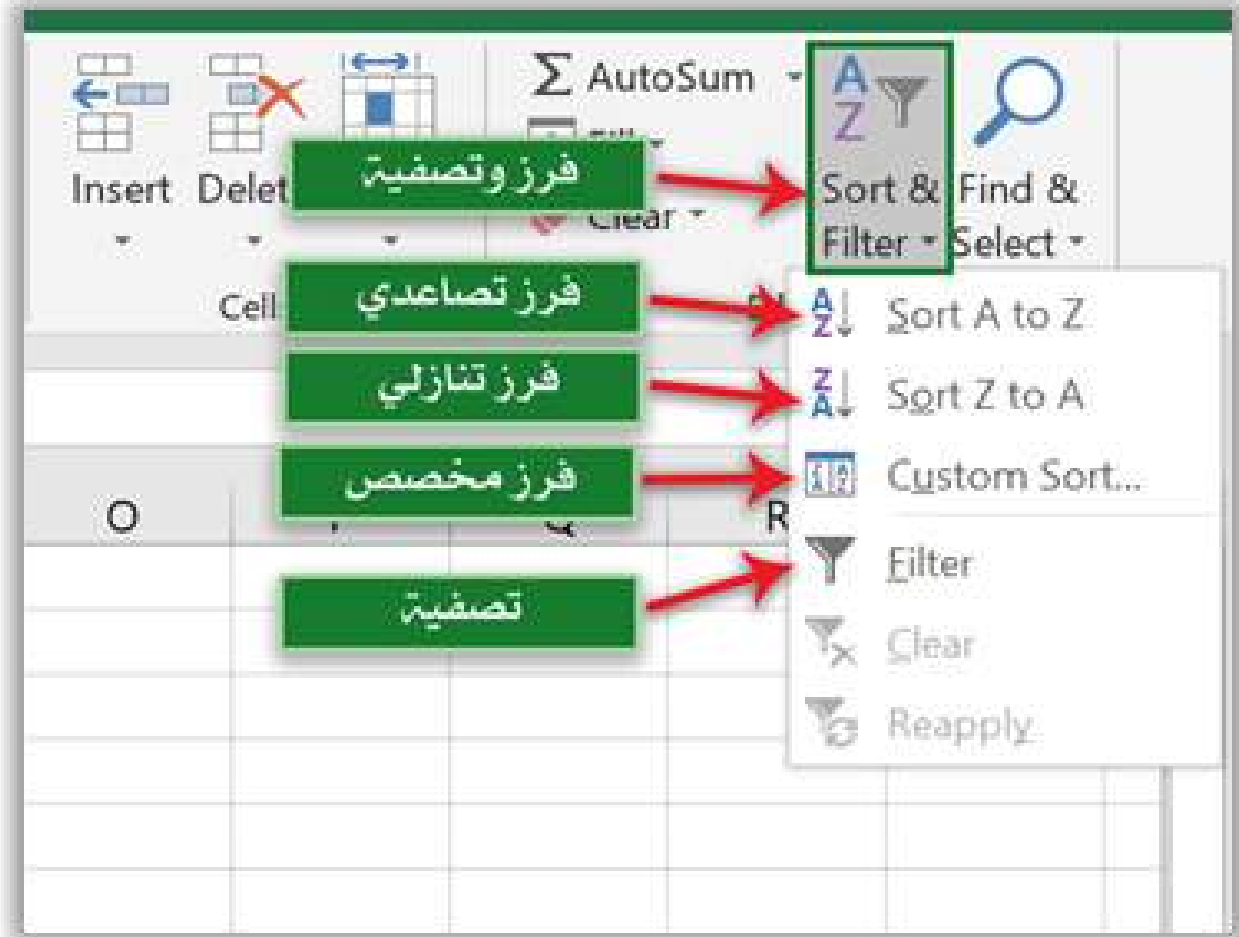 AutoSum
Insert
فرز وتصفية
Sort &
Filter
Find &
Select
Clear
Cell
فرز تصاعدي
Sort A to Z
فرز تنازلي
Sort Z to A
فرز مخصص
Custom Sort...
O
Q
R
تصفية
Filter
Clear
Reapply